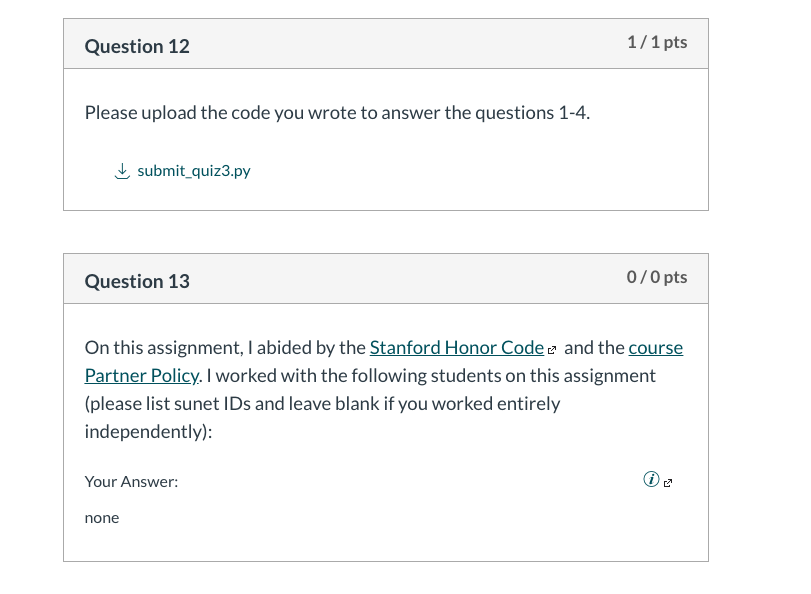 Question 12
1 / 1 pts
Please upload the code you wrote to answer the questions 1-4.
submit_quiz3.py
Question 13
0 / 0 pts
On this assignment, I abided by the Stanford Honor Code and the course
Partner Policy. I worked with the following students on this assignment
(please list sunet IDs and leave blank if you worked entirely
independently):
Your Answer:
none